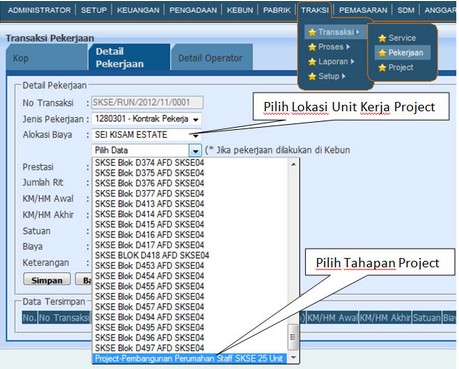 ADMINISTRATOR SETUP KEUANGAN PENGADAAN KEBUN PABRIK TRAKSI PEMASARAN SDM ANGGAR
Transaksi Pekerjaan
Transaksi
Proses
Laporan
Setup
Service
Pekerjaan
Project
Kop
Detail Pekerjaan
Detail Operator
Detail Pekerjaan
No Transaksi : SKSE/RUN/2012/11/0001
Pilih Lokasi Unit Kerja Project
Jenis Pekerjaan : 1280301 - Kontrak Pekerja
Alokasi Biaya : SEI KISAM ESTATE
Pilih Data (* Jika pekerjaan dilakukan di Kebun
Prestasi :
Jumlah Rit :
KM/HM Awal :
KM/HM Akhir :
Satuan :
Biaya :
Keterangan :
SKSE Blok D374 AFD SKSE04
SKSE Blok D375 AFD SKSE04
SKSE Blok D376 AFD SKSE04
SKSE Blok D377 AFD SKSE04
SKSE Blok D413 AFD SKSE04
SKSE Blok D414 AFD SKSE04
SKSE Blok D415 AFD SKSE04
SKSE Blok D416 AFD SKSE04
SKSE Blok D417 AFD SKSE04
SKSE BLOK D418 AFD SKSE04
SKSE Blok D453 AFD SKSE04
SKSE Blok D454 AFD SKSE04
SKSE Blok D455 AFD SKSE04
SKSE Blok D456 AFD SKSE04
SKSE Blok D457 AFD SKSE04
SKSE Blok D494 AFD SKSE04
SKSE Blok D495 AFD SKSE04
SKSE Blok D496 AFD SKSE04
SKSE Blok D497 AFD SKSE04
Project-Pembangunan Perumahan Staff SKSE 25 Unit
Pilih Tahapan Project
Simpan Ba
Data Tersimpan
No. No Transaks KM/HM Awal KM/HM Akhir Satuan Bia